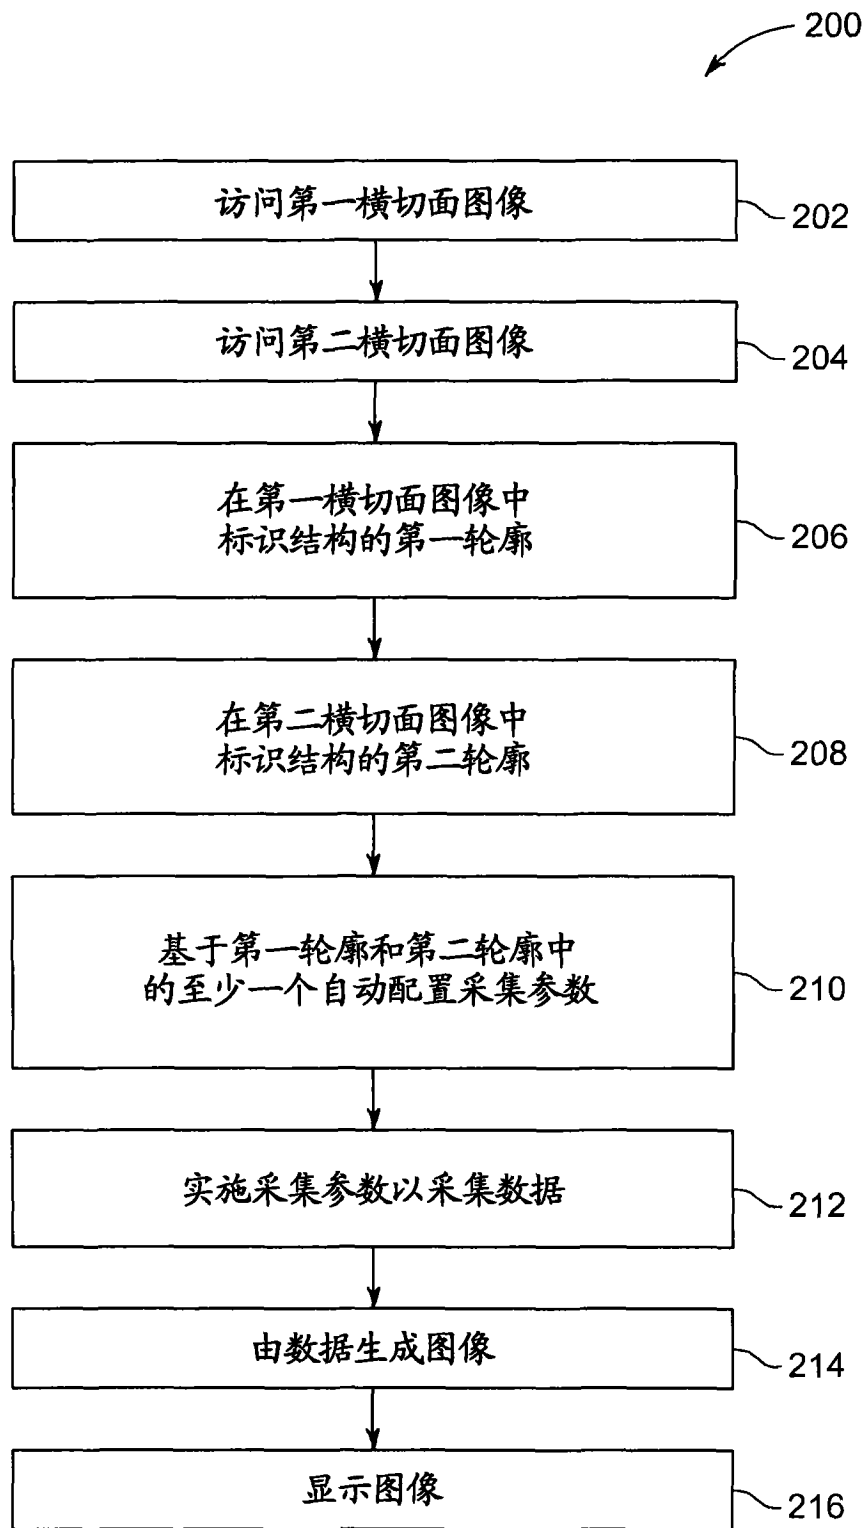 200
访问第一横切面图像
202
访问第二横切面图像
204
在第一横切面图像中
标识结构的第一轮廓
206
在第二横切面图像中
标识结构的第二轮廓
208
基于第一轮廓和第二轮廓中
的至少一个自动配置采集参数
210
实施采集参数以采集数据
212
由数据生成图像
214
显示图像
216